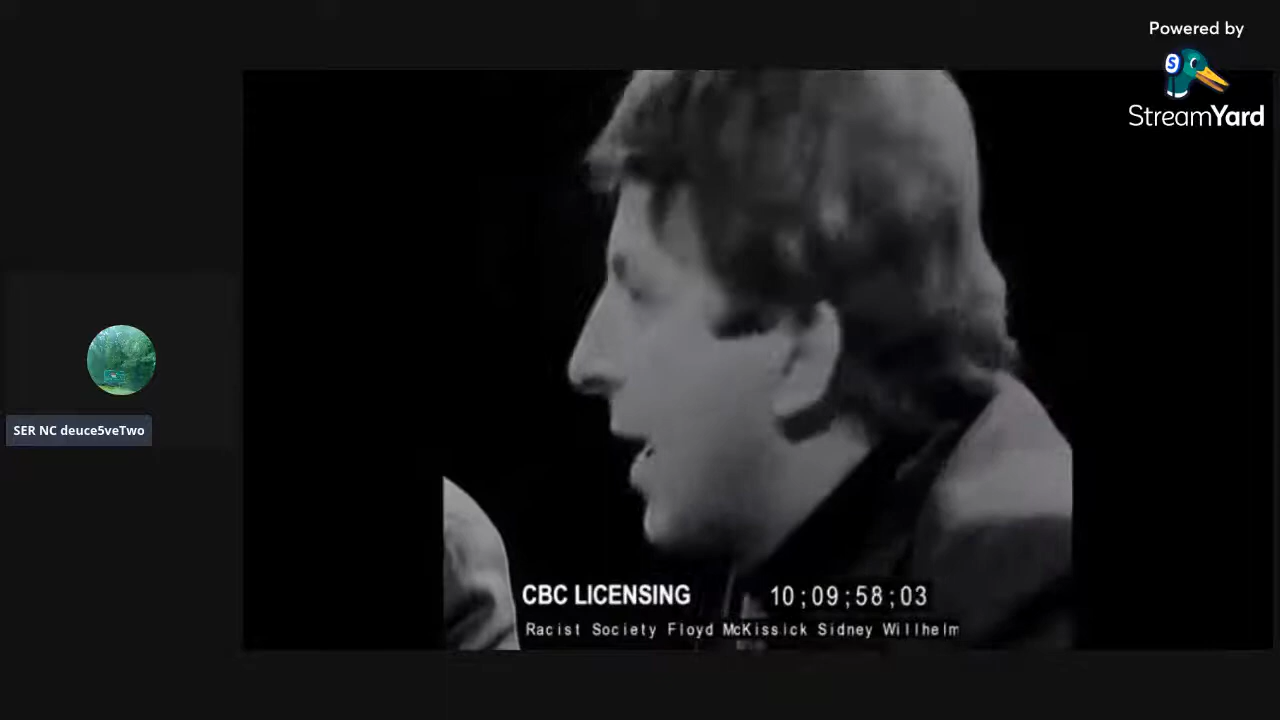 Powered by
StreamYard
SER NC deuce5veTwo
CBC LICENSING
10;09;58;03
Racist Society Floyd McKissick Sidney Willhelm